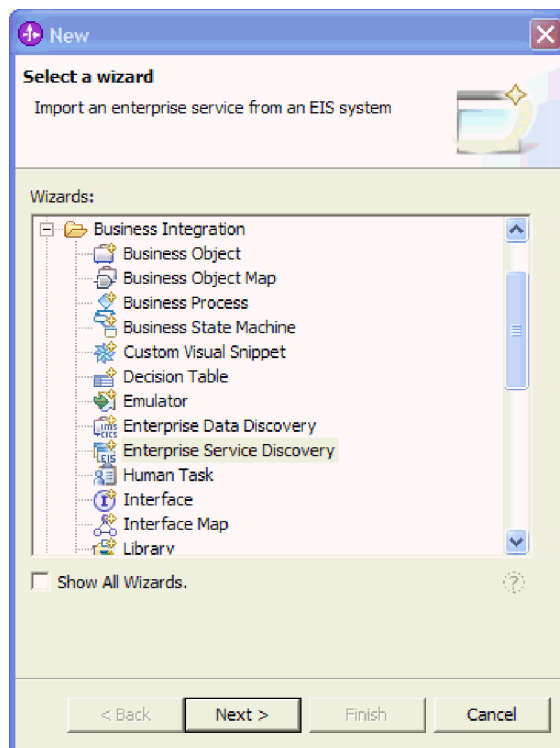 New
Select a wizard
Import an enterprise service from an EIS system
Wizards:
Business Integration
Business Object
Business Object Map
Business Process
Business State Machine
Custom Visual Snippet
Decision Table
Emulator
Enterprise Data Discovery
Enterprise Service Discovery
Human Task
Interface
Interface Map
Library
Show All Wizards.
< Back Next > Finish Cancel